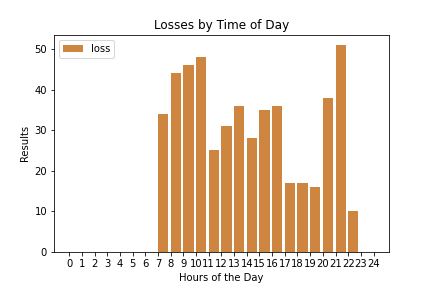 Losses by Time of Day
loss
50
40
30
20
10
0
Results
0 1 2 3 4 5 6 7 8 9 10 11 12 13 14 15 16 17 18 19 20 21 22 23 24
Hours of the Day